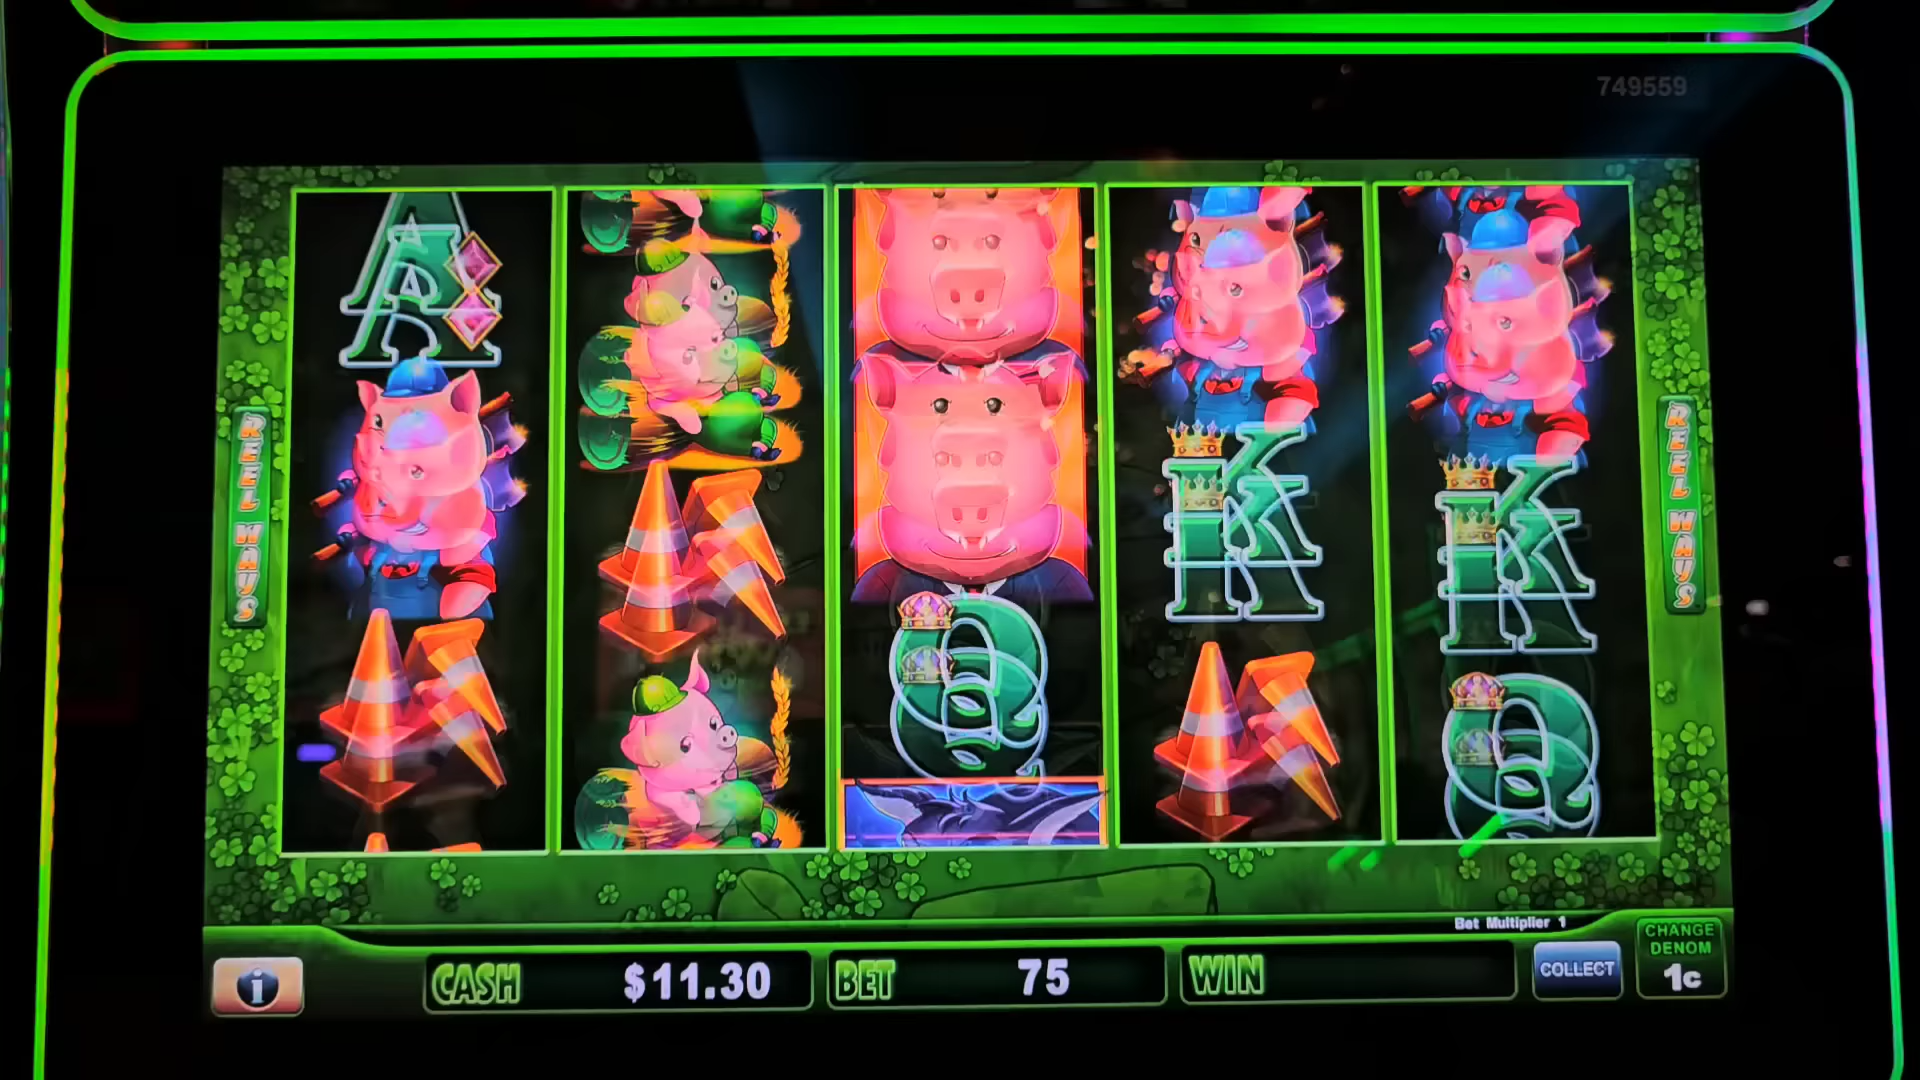 749559
A
K
K
Q
Q
REEL WAYS
REEL WAYS
Bet Multiplier 1
CASH $11.30
BET 75
WIN
COLLECT
CHANGE
DENOM
1c
i